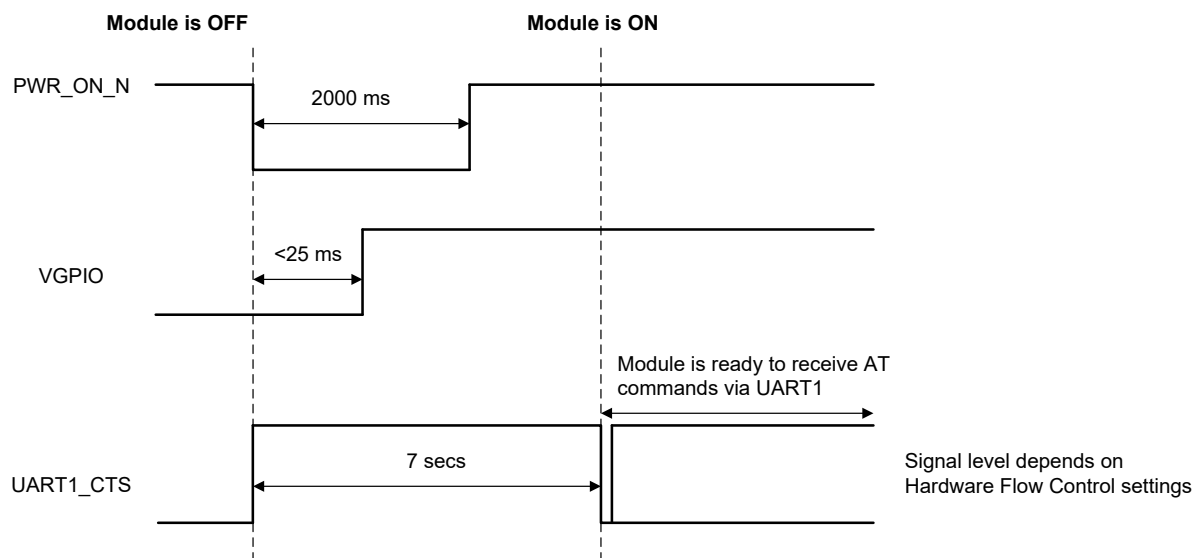 Module is OFF
Module is ON
PWR_ON_N
2000 ms
<25 ms
VGPIO
Module is ready to receive AT
commands via UART1
7 secs
UART1_CTS
Signal level depends on
Hardware Flow Control settings